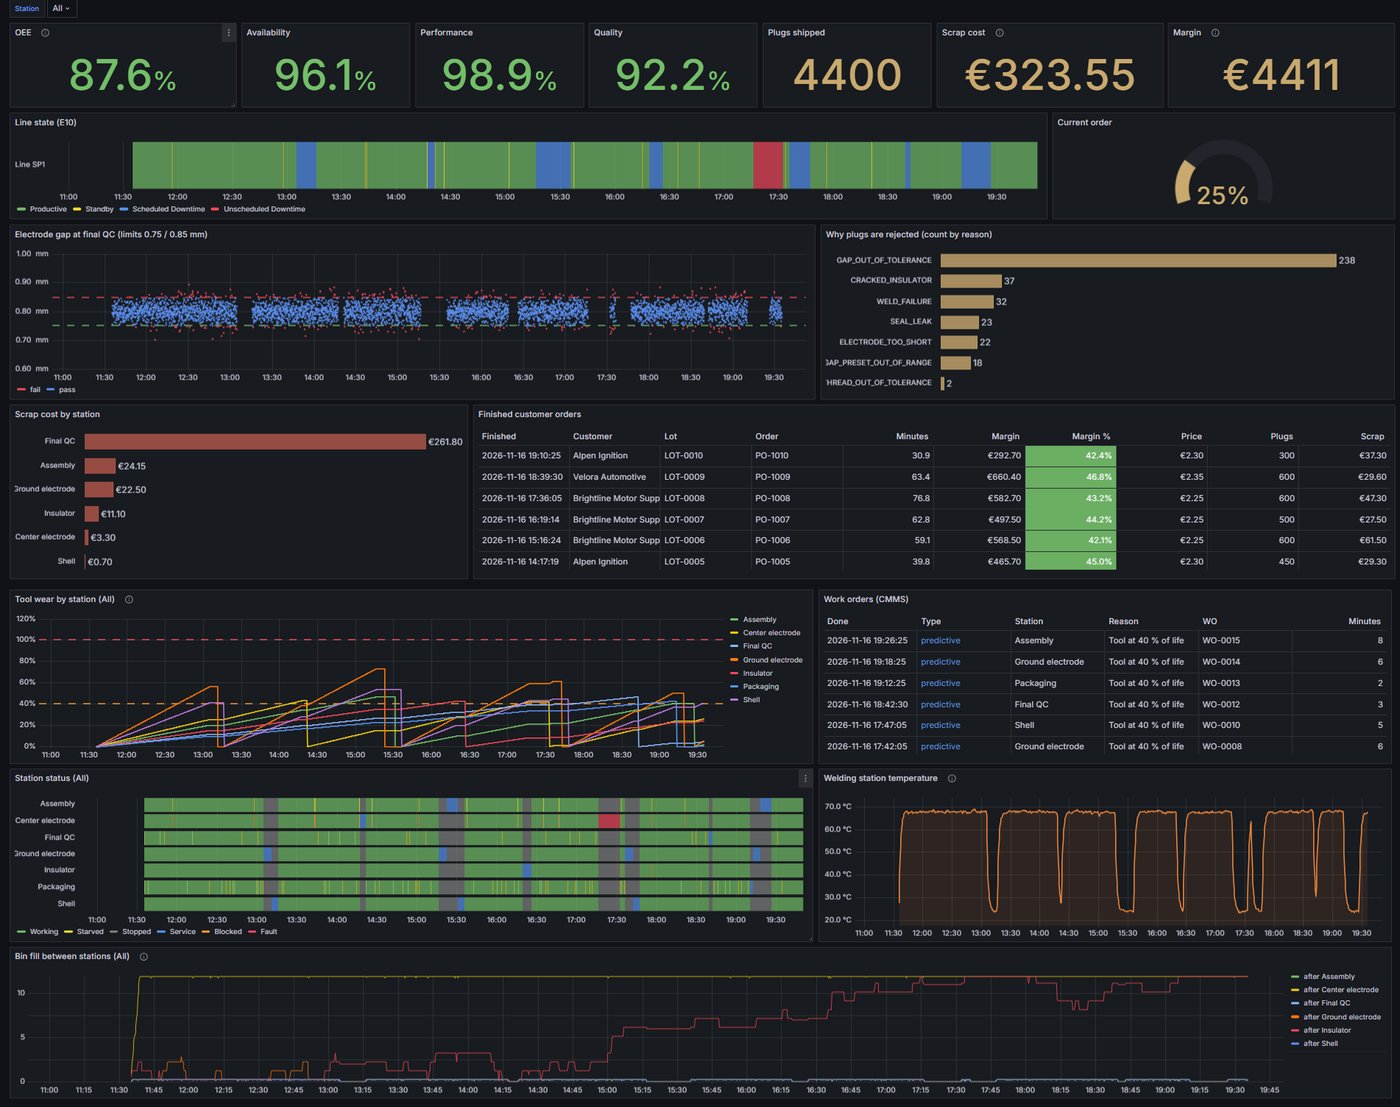 Station All
OEE
87.6%
Availability
96.1%
Performance
98.9%
Quality
92.2%
Plugs shipped
4400
Scrap cost
€323.55
Margin
€4411
Line state (E10)
Line SP1
11:00 11:30 12:00 12:30 13:00 13:30 14:00 14:30 15:00 15:30 16:00 16:30 17:00 17:30 18:00 18:30 19:00 19:30
Productive Standby Scheduled Downtime Unscheduled Downtime
Current order
25%
Electrode gap at final QC (limits 0.75 / 0.85 mm)
1.00 mm
0.90 mm
0.80 mm
0.70 mm
0.60 mm
11:00 11:30 12:00 12:30 13:00 13:30 14:00 14:30 15:00 15:30 16:00 16:30 17:00 17:30 18:00 18:30 19:00 19:30
fail pass
Why plugs are rejected (count by reason)
GAP_OUT_OF_TOLERANCE 238
CRACKED_INSULATOR 37
WELD_FAILURE 32
SEAL_LEAK 23
ELECTRODE_TOO_SHORT 22
GAP_PRESET_OUT_OF_RANGE 18
HREAD_OUT_OF_TOLERANCE 2
Scrap cost by station
Final QC €261.80
Assembly €24.15
Ground electrode €22.50
Insulator €11.10
Center electrode €3.30
Shell €0.70
Finished customer orders
Finished Customer Lot Order Minutes Margin Margin % Price Plugs Scrap
2026-11-16 19:10:25 Alpen Ignition LOT-0010 PO-1010 30.9 €292.70 42.4% €2.30 300 €37.30
2026-11-16 18:39:30 Velora Automotive LOT-0009 PO-1009 63.4 €660.40 46.8% €2.35 600 €29.60
2026-11-16 17:36:05 Brightline Motor Supp LOT-0008 PO-1008 76.8 €582.70 43.2% €2.25 600 €47.30
2026-11-16 16:19:14 Brightline Motor Supp LOT-0007 PO-1007 62.8 €497.50 44.2% €2.25 500 €27.50
2026-11-16 15:16:24 Brightline Motor Supp LOT-0006 PO-1006 59.1 €568.50 42.1% €2.25 600 €61.50
2026-11-16 14:17:19 Alpen Ignition LOT-0005 PO-1005 39.8 €465.70 45.0% €2.30 450 €29.30
Tool wear by station (All)
120%
100%
80%
60%
40%
20%
0%
11:00 11:30 12:00 12:30 13:00 13:30 14:00 14:30 15:00 15:30 16:00 16:30 17:00 17:30 18:00 18:30 19:00 19:30
Assembly
Center electrode
Final QC
Ground electrode
Insulator
Packaging
Shell
Work orders (CMMS)
Done Type Station Reason WO Minutes
2026-11-16 19:26:25 predictive Assembly Tool at 40 % of life WO-0015 8
2026-11-16 19:18:25 predictive Ground electrode Tool at 40 % of life WO-0014 6
2026-11-16 19:12:25 predictive Packaging Tool at 40 % of life WO-0013 2
2026-11-16 18:42:30 predictive Final QC Tool at 40 % of life WO-0012 3
2026-11-16 17:47:05 predictive Shell Tool at 40 % of life WO-0010 5
2026-11-16 17:42:05 predictive Ground electrode Tool at 40 % of life WO-0008 6
Station status (All)
Assembly
Center electrode
Final QC
Ground electrode
Insulator
Packaging
Shell
11:00 11:30 12:00 12:30 13:00 13:30 14:00 14:30 15:00 15:30 16:00 16:30 17:00 17:30 18:00 18:30 19:00 19:30
Working Starved Stopped Service Blocked Fault
Welding station temperature
70.0 °C
60.0 °C
50.0 °C
40.0 °C
30.0 °C
20.0 °C
11:00 11:30 12:00 12:30 13:00 13:30 14:00 14:30 15:00 15:30 16:00 16:30 17:00 17:30 18:00 18:30 19:00 19:30
Bin fill between stations (All)
10
5
0
11:00 11:15 11:30 11:45 12:00 12:15 12:30 12:45 13:00 13:15 13:30 13:45 14:00 14:15 14:30 14:45 15:00 15:15 15:30 15:45 16:00 16:15 16:30 16:45 17:00 17:15 17:30 17:45 18:00 18:15 18:30 18:45 19:00 19:15 19:30 19:45
after Assembly
after Center electrode
after Final QC
after Ground electrode
after Insulator
after Shell